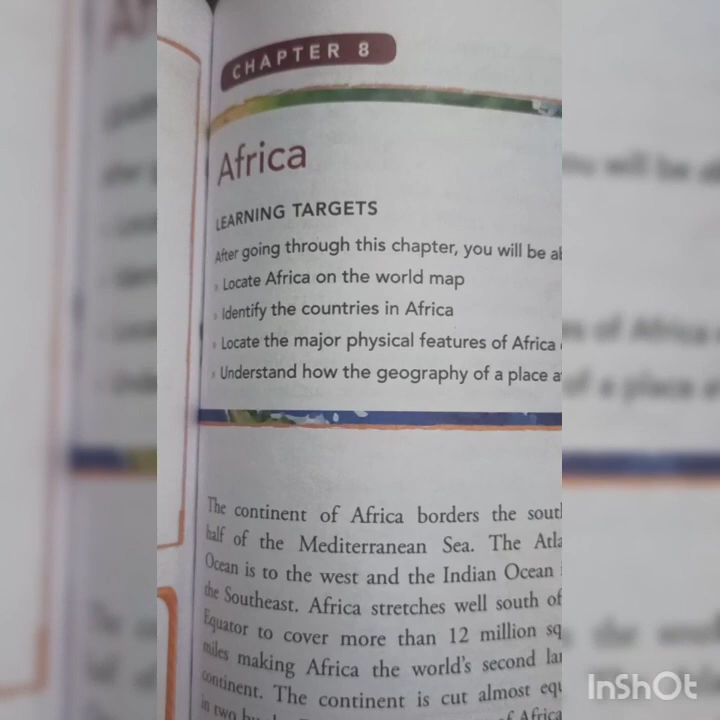 CHAPTER 8
Africa
LEARNING TARGETS
After going through this chapter, you will be
Locate Africa on the world map
Identify the countries in Africa
Locate the major physical features of Africa
Understand how the geography of a place
The continent of Africa borders the
half of the Mediterranean Sea. The
Ocean is to the west and the Indian Ocean
the Southeast. Africa stretches well south of
Equator to cover more than 12 million
miles making Africa the world's second
continent. The continent is cut almost
in two
Africa
InShOt